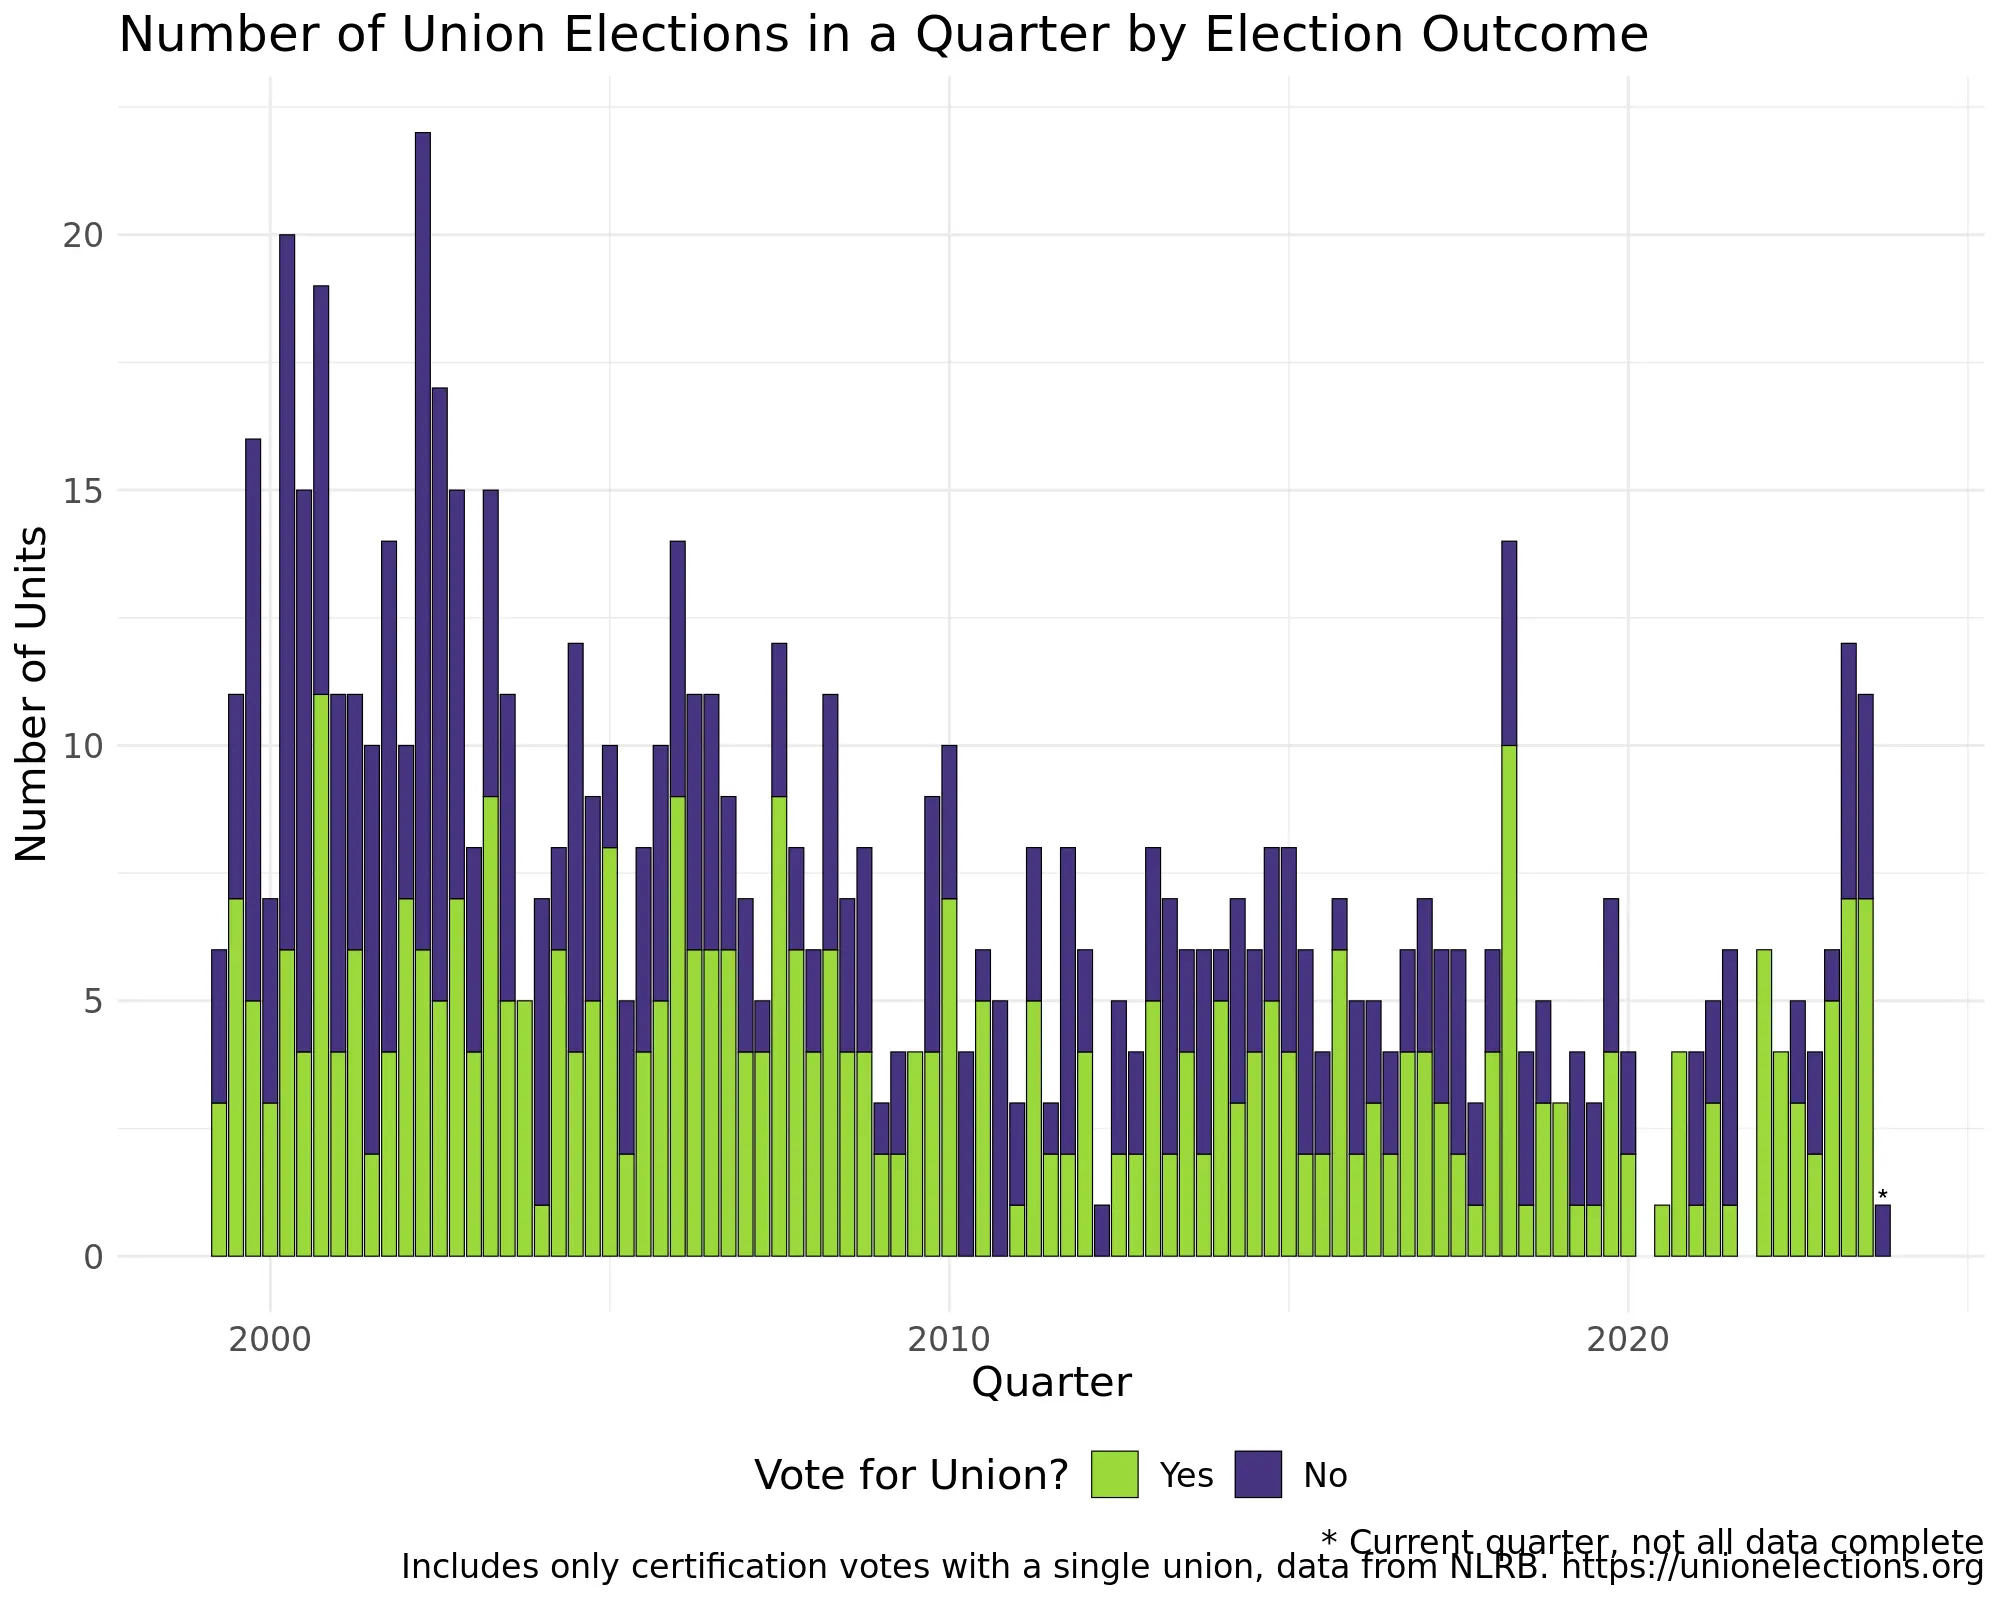 Number of Union Elections in a Quarter by Election Outcome
Number of Units
20
15
10
5
0
*
2000 2010 2020
Quarter
Vote for Union? Yes No
* Current quarter, not all data complete
Includes only certification votes with a single union, data from NLRB. https://unionelections.org